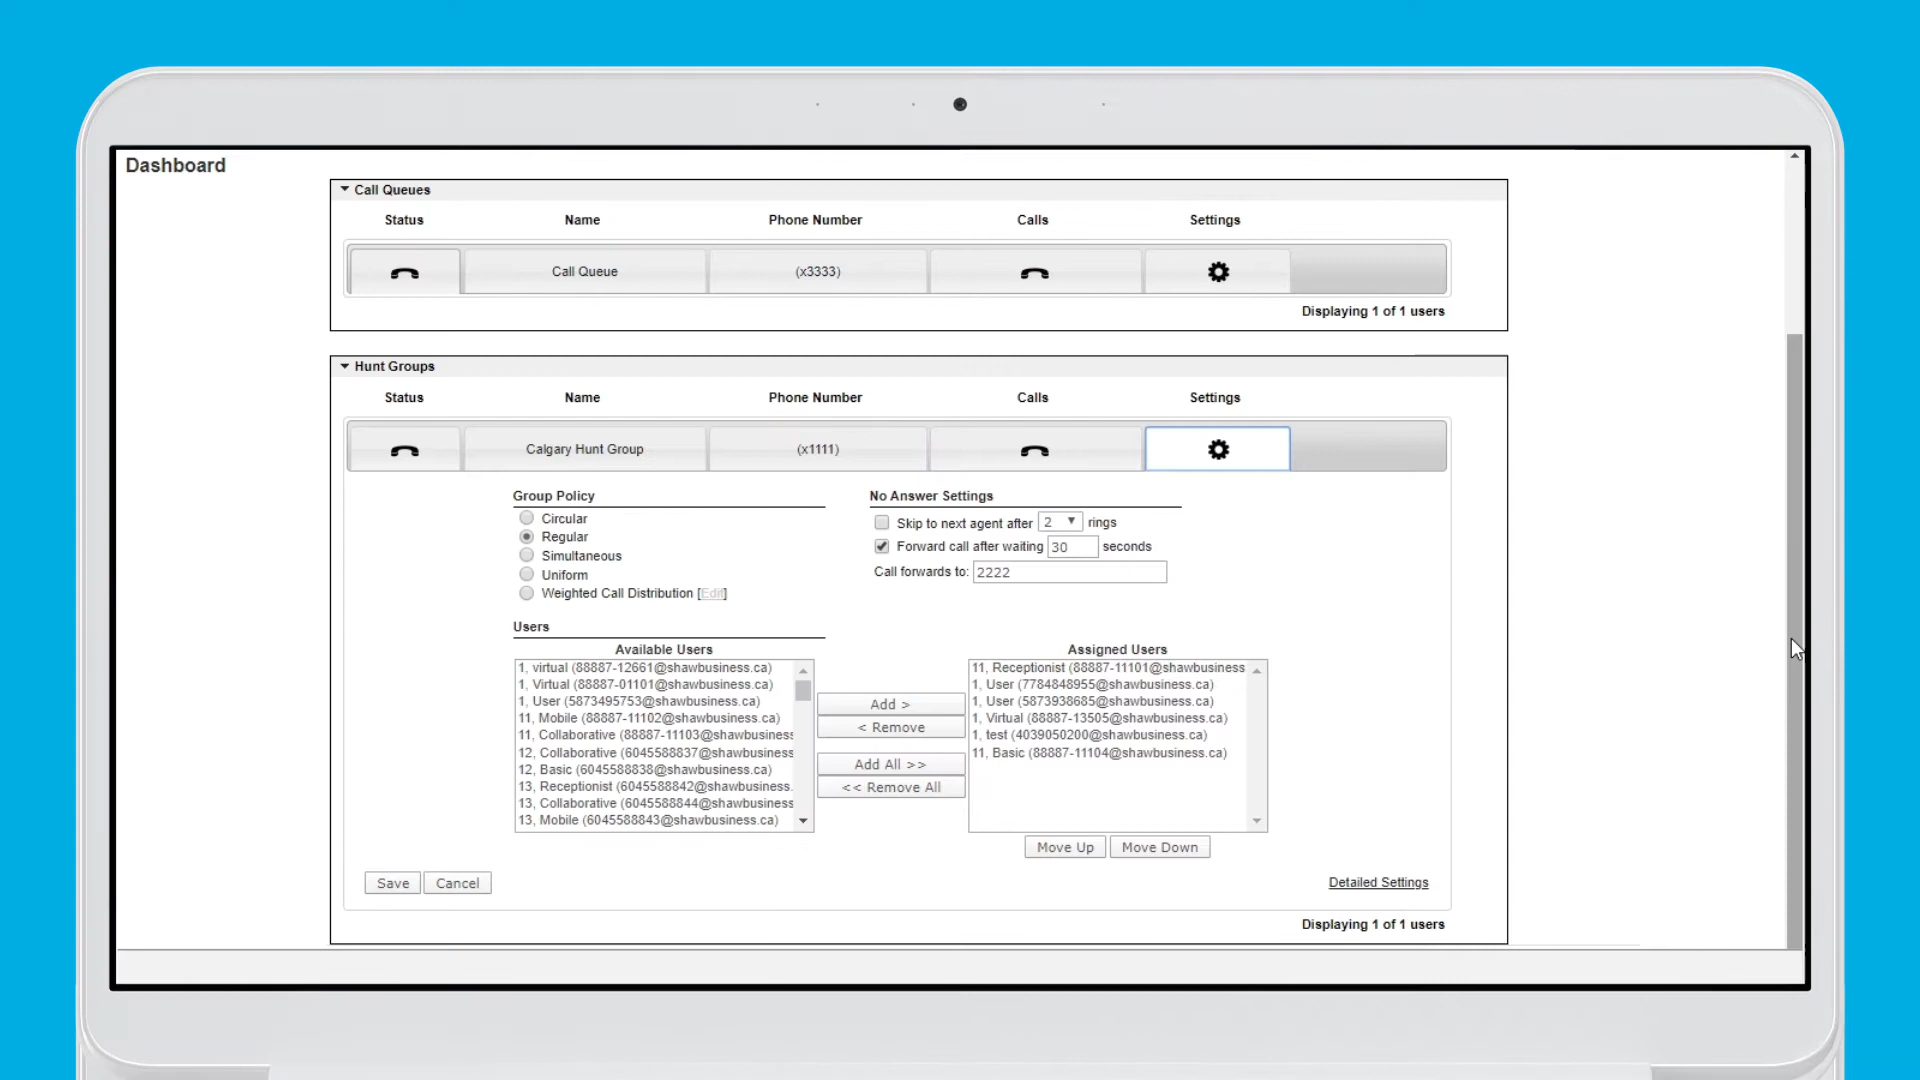 Dashboard
Call Queues
Status Name Phone Number Calls Settings
Call Queue (x3333)
Displaying 1 of 1 users
Hunt Groups
Status Name Phone Number Calls Settings
Calgary Hunt Group (x1111)
Group Policy
Circular
Regular
Simultaneous
Uniform
Weighted Call Distribution [Edit]
No Answer Settings
Skip to next agent after 2 rings
Forward call after waiting 30 seconds
Call forwards to: 2222
Users
Available Users
1, virtual (88887-12661@shawbusiness.ca)
1, Virtual (88887-01101@shawbusiness.ca)
1, User (5873495753@shawbusiness.ca)
11, Mobile (88887-11102@shawbusiness.ca)
11, Collaborative (88887-11103@shawbusiness
12, Collaborative (6045588837@shawbusiness
12, Basic (6045588838@shawbusiness.ca)
13, Receptionist (6045588842@shawbusiness.
13, Collaborative (6045588844@shawbusiness
13, Mobile (6045588843@shawbusiness.ca)
Add >
< Remove
Add All >>
<< Remove All
Assigned Users
11, Receptionist (88887-11101@shawbusiness
1, User (7784848955@shawbusiness.ca)
1, User (5873938685@shawbusiness.ca)
1, Virtual (88887-13505@shawbusiness.ca)
1, test (4039050200@shawbusiness.ca)
11, Basic (88887-11104@shawbusiness.ca)
Move Up Move Down
Save Cancel
Detailed Settings
Displaying 1 of 1 users